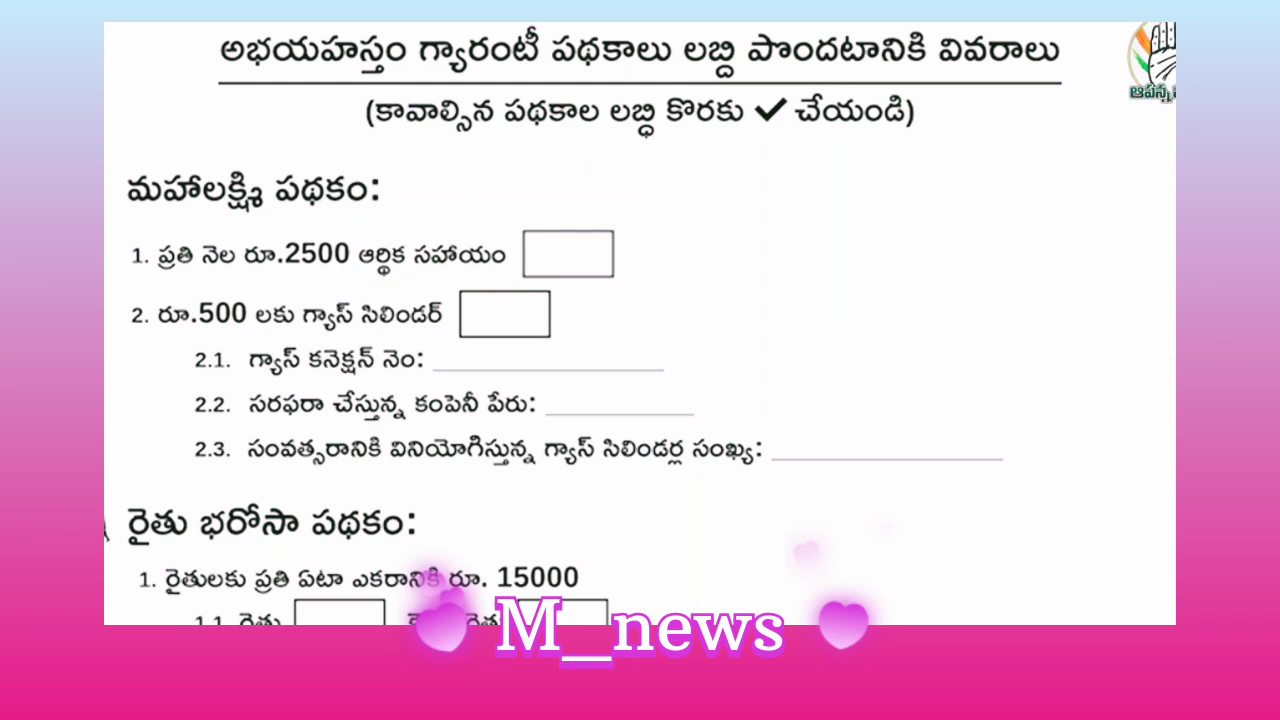 అభయహస్తం గ్యారంటీ పథకాలు లబ్ది పొందటానికి వివరాలు
(కావాల్సిన పథకాల లబ్ధి కొరకు ✔ చేయండి)
మహాలక్ష్మి పథకం:
1. ప్రతి నెల రూ.2500 ఆర్థిక సహాయం
2. రూ.500 లకు గ్యాస్ సిలిండర్
2.1. గ్యాస్ కనెక్షన్ నెం:
2.2. సరఫరా చేస్తున్న కంపెనీ పేరు:
2.3. సంవత్సరానికి వినియోగిస్తున్న గ్యాస్ సిలిండర్ల సంఖ్య:
రైతు భరోసా పథకం:
1. రైతులకు ప్రతి ఏటా ఎకరానికి రూ. 15000
1.1. రైతు
M_news